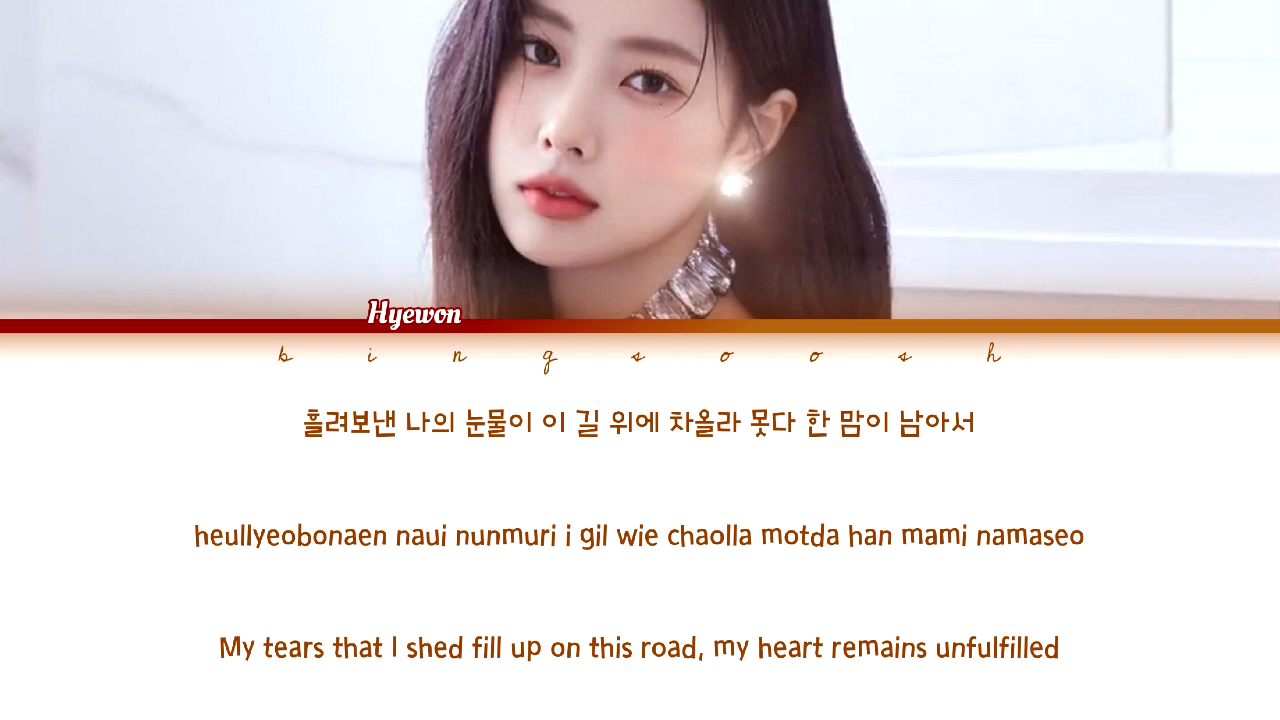 Hyewon
bingsoosh
흘려보낸 나의 눈물이 이 길 위에 차올라 못다 한 맘이 남아서
heullyeobonaen naui nunmuri i gil wie chaolla motda han mami namaseo
My tears that I shed fill up on this road, my heart remains unfulfilled